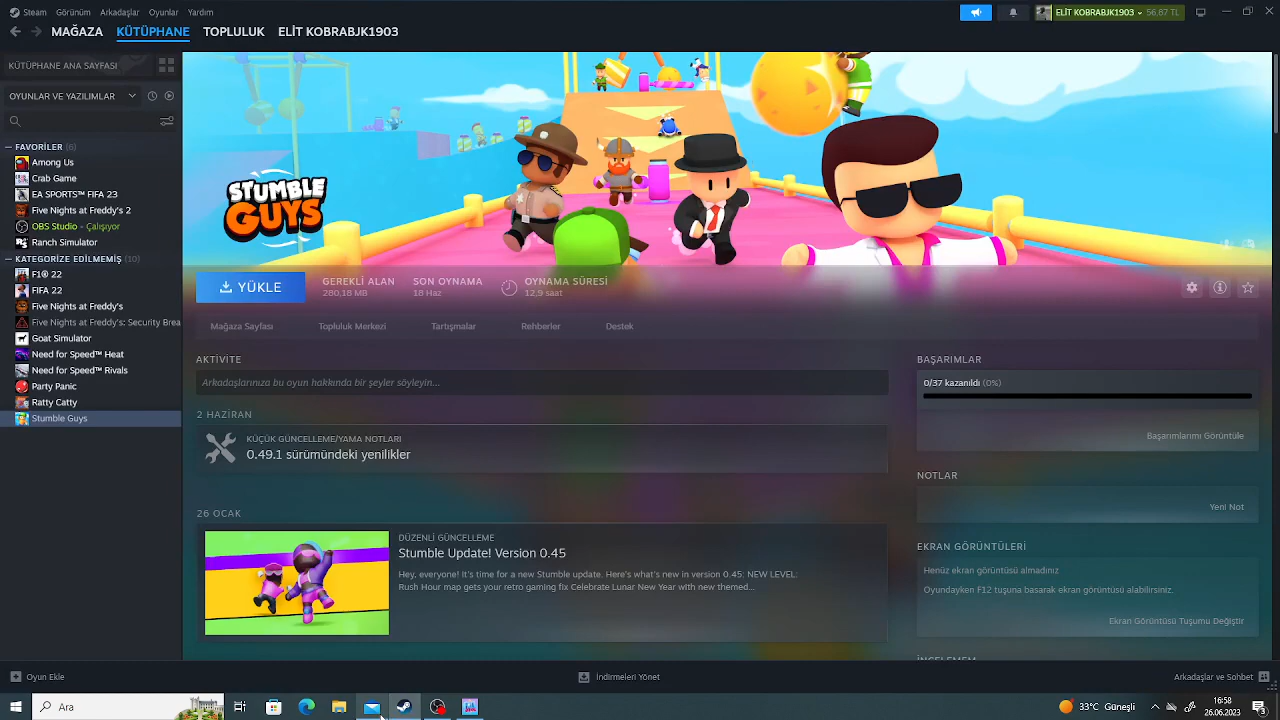 Steam Görünüm Arkadaşlar Oyunlar Yardım
ELİT KOBRABJK1903 56,87 TL
MAĞAZA KÜTÜPHANE TOPLULUK ELİT KOBRABJK1903
KÜTÜPHANE ANA SAYFASI
OYUNLAR VE YAZILIMLAR
FAVORİLER (6)
Among Us
Crab Game
EA SPORTS™ FIFA 23
Five Nights at Freddy's 2
OBS Studio - Çalışıyor
Ranch Simulator
KATEGORİZE EDİLMEMİŞ (10)
F1® 22
FIFA 22
Five Nights at Freddy's
Five Nights at Freddy's: Security Brea
Goat Simulator
Need for Speed™ Heat
Need for Speed™ Rivals
Party Panic
Ratty Catty
Stumble Guys
STUMBLE
GUYS
YÜKLE
GEREKLİ ALAN
280,18 MB
SON OYNAMA
18 Haz
OYNAMA SÜRESİ
12,9 saat
Mağaza Sayfası Topluluk Merkezi Tartışmalar Rehberler Destek
AKTİVİTE
Arkadaşlarınıza bu oyun hakkında bir şeyler söyleyin...
2 HAZİRAN
KÜÇÜK GÜNCELLEME/YAMA NOTLARI
0.49.1 sürümündeki yenilikler
26 OCAK
DÜZENLİ GÜNCELLEME
Stumble Update! Version 0.45
Hey, everyone! It's time for a new Stumble update. Here's what's new in version 0.45: NEW LEVEL:
Rush Hour map gets your retro gaming fix Celebrate Lunar New Year with new themed...
BAŞARIMLAR
0/37 kazanıldı (0%)
Başarımlarımı Görüntüle
NOTLAR
Yeni Not
EKRAN GÖRÜNTÜLERİ
Henüz ekran görüntüsü almadınız
Oyundayken F12 tuşuna basarak ekran görüntüsü alabilirsiniz.
Ekran Görüntüsü Tuşumu Değiştir
İNCELEMEM
Oyun Ekle
İndirmeleri Yönet
Arkadaşlar ve Sohbet
Ara
33°C Güneşli
16:58
26.06.2023